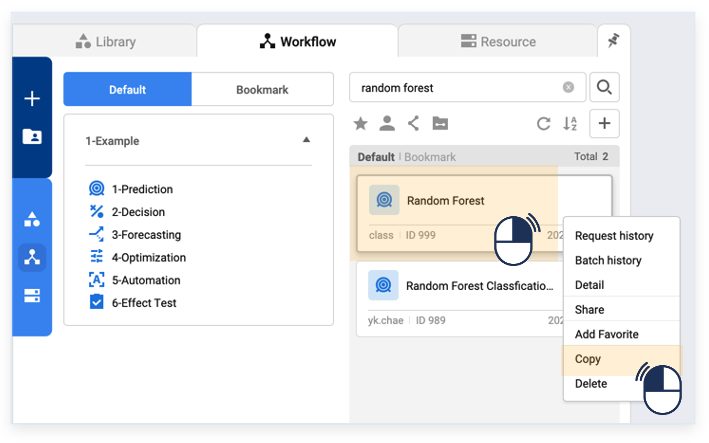 Library
Workflow
Resource
Default
Bookmark
random forest
1-Example
1-Prediction
2-Decision
3-Forecasting
4-Optimization
5-Automation
6-Effect Test
Default | Bookmark
Total 2
Random Forest
class | ID 999
202
Random Forest Classficatio...
yk.chae | ID 989
202
Request history
Batch history
Detail
Share
Add Favorite
Copy
Delete